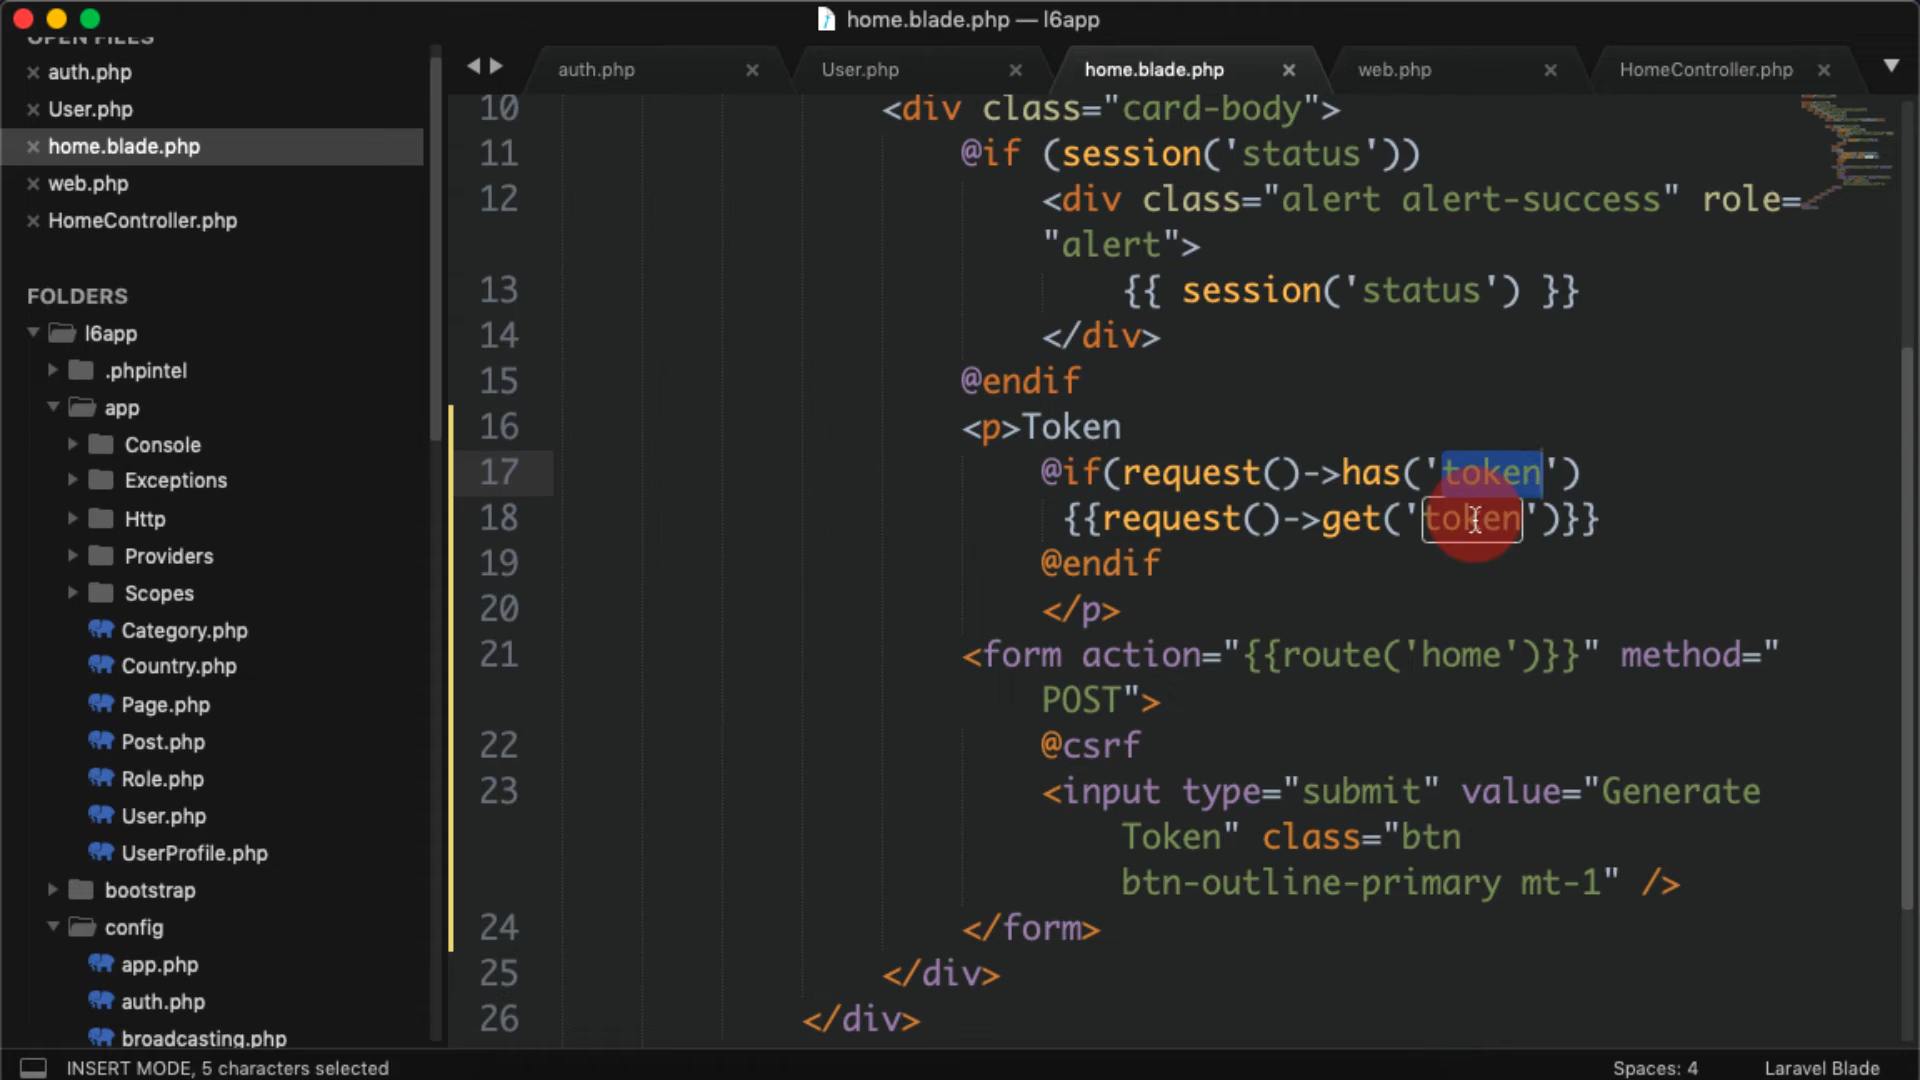 home.blade.php — l6app
OPEN FILES
auth.php
User.php
home.blade.php
web.php
HomeController.php
FOLDERS
l6app
.phpintel
app
Console
Exceptions
Http
Providers
Scopes
Category.php
Country.php
Page.php
Post.php
Role.php
User.php
UserProfile.php
bootstrap
config
app.php
auth.php
broadcasting.php
auth.php User.php home.blade.php web.php HomeController.php
10 <div class="card-body">
11 @if (session('status'))
12 <div class="alert alert-success" role=
"alert">
13 {{ session('status') }}
14 </div>
15 @endif
16 <p>Token
17 @if(request()->has('token')
18 {{request()->get('token')}}
19 @endif
20 </p>
21 <form action="{{route('home')}}" method="
POST">
22 @csrf
23 <input type="submit" value="Generate
Token" class="btn
btn-outline-primary mt-1" />
24 </form>
25 </div>
26 </div>
INSERT MODE, 5 characters selected
Spaces: 4 Laravel Blade